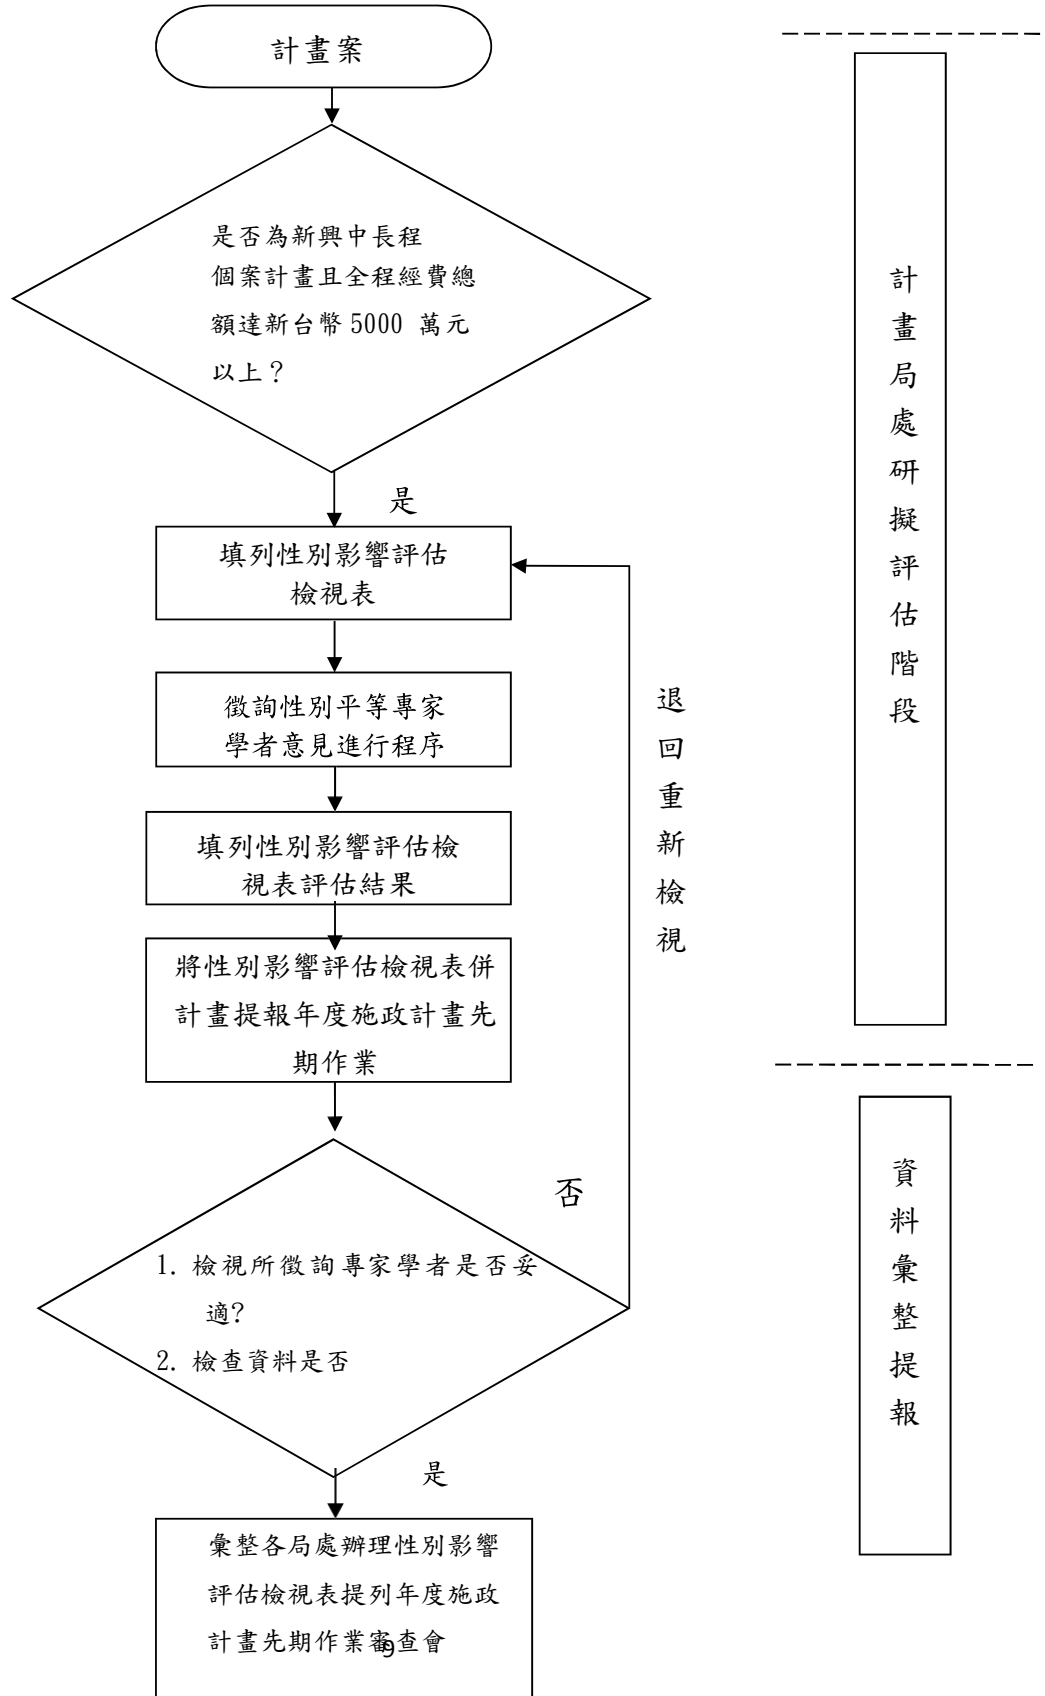 計畫案
是否為新興中長程
個案計畫且全程經費總
額達新台幣 5000 萬元
以上？
是
填列性別影響評估
檢視表
徵詢性別平等專家
學者意見進行程序
填列性別影響評估檢
視表評估結果
將性別影響評估檢視表併
計畫提報年度施政計畫先
期作業
否
1. 檢視所徵詢專家學者是否妥
適?
2. 檢查資料是否
是
彙整各局處辦理性別影響
評估檢視表提列年度施政
計畫先期作業審查會
9
退回重新檢視
計畫局處研擬評估階段
資料彙整提報